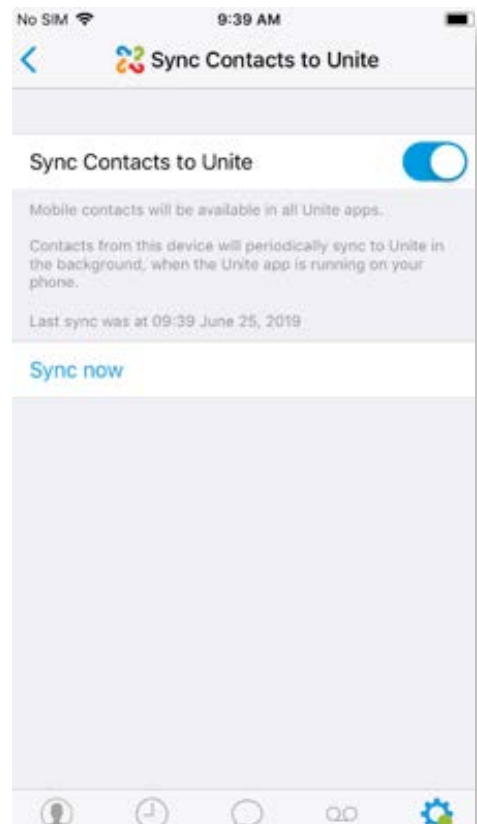 No SIM 9:39 AM
Sync Contacts to Unite
Sync Contacts to Unite
Mobile contacts will be available in all Unite apps.
Contacts from this device will periodically sync to Unite in
the background, when the Unite app is running on your
phone.
Last sync was at 09:39 June 25, 2019
Sync now